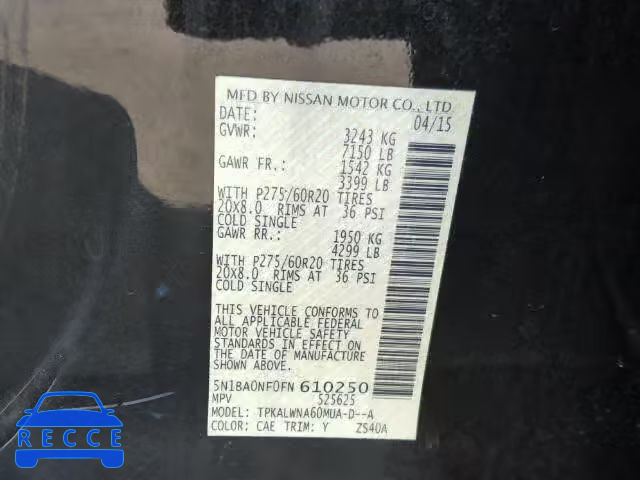 MFD BY NISSAN MOTOR CO., LTD
DATE: 04/15
GVWR: 3243 KG
7150 LB
GAWR FR.: 1542 KG
3399 LB
WITH P275/60R20 TIRES
20X8.0 RIMS AT 36 PSI
COLD SINGLE
GAWR RR.: 1950 KG
4299 LB
WITH P275/60R20 TIRES
20X8.0 RIMS AT 36 PSI
COLD SINGLE
THIS VEHICLE CONFORMS TO
ALL APPLICABLE FEDERAL
MOTOR VEHICLE SAFETY
STANDARDS IN EFFECT ON
THE DATE OF MANUFACTURE
SHOWN ABOVE.
5N1BA0NF0FN 610250
MPV 525625
MODEL: TPKALWNA60MUA-D--A
COLOR: CAE TRIM: Y ZS40A
IDENTCAR.COM